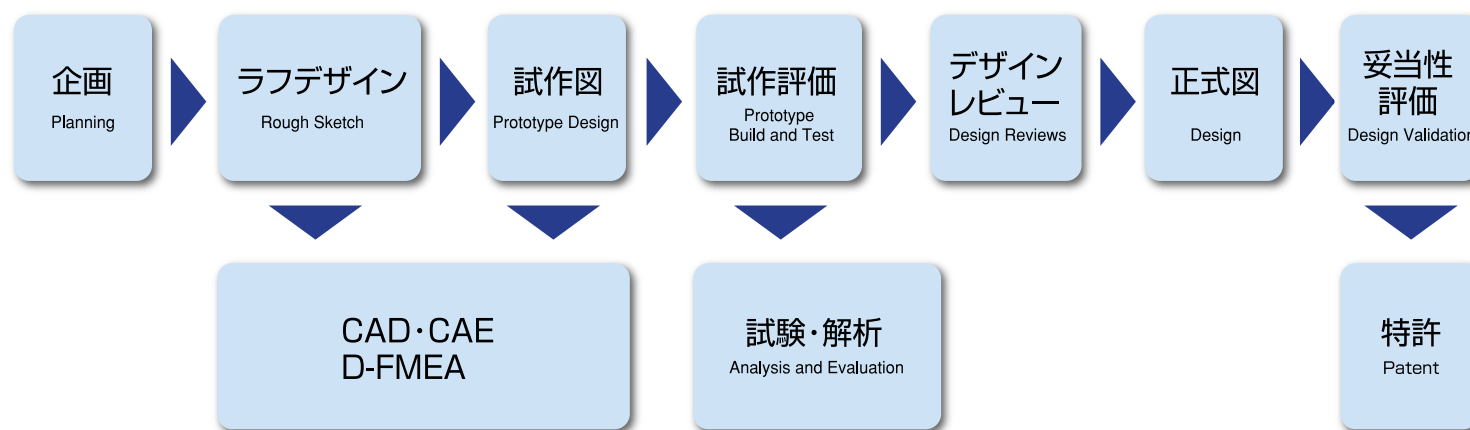 企画
Planning
ラフデザイン
Rough Sketch
試作図
Prototype Design
試作評価
Prototype
Build and Test
デザイン
レビュー
Design Reviews
正式図
Design
妥当性
評価
Design Validation
CAD･CAE
D-FMEA
試験･解析
Analysis and Evaluation
特許
Patent